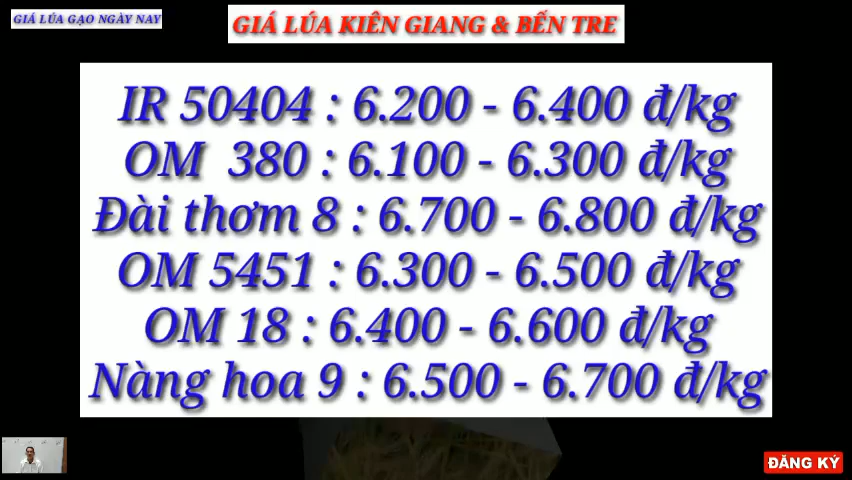 GIÁ LÚA GẠO NGÀY NAY
GIÁ LÚA KIÊN GIANG & BẾN TRE
IR 50404 : 6.200 - 6.400 đ/kg
OM  380 : 6.100 - 6.300 đ/kg
Đài thơm 8 : 6.700 - 6.800 đ/kg
OM 5451 : 6.300 - 6.500 đ/kg
OM 18 : 6.400 - 6.600 đ/kg
Nàng hoa 9 : 6.500 - 6.700 đ/kg
ĐĂNG KÝ